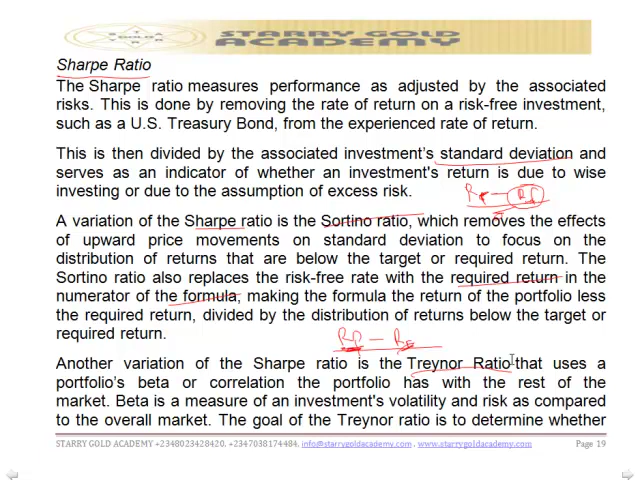 STARRY GOLD
ACADEMY
Sharpe Ratio
The Sharpe ratio measures performance as adjusted by the associated
risks. This is done by removing the rate of return on a risk-free investment,
such as a U.S. Treasury Bond, from the experienced rate of return.
This is then divided by the associated investment's standard deviation and
serves as an indicator of whether an investment's return is due to wise
investing or due to the assumption of excess risk.
A variation of the Sharpe ratio is the Sortino ratio, which removes the effects
of upward price movements on standard deviation to focus on the
distribution of returns that are below the target or required return. The
Sortino ratio also replaces the risk-free rate with the required return in the
numerator of the formula, making the formula the return of the portfolio less
the required return, divided by the distribution of returns below the target or
required return.
Another variation of the Sharpe ratio is the Treynor Ratio that uses a
portfolio's beta or correlation the portfolio has with the rest of the
market. Beta is a measure of an investment's volatility and risk as compared
to the overall market. The goal of the Treynor ratio is to determine whether
STARRY GOLD ACADEMY +2348023428420, +2347038174484, info@starrygoldacademy.com , www.starrygoldacademy.com Page 19